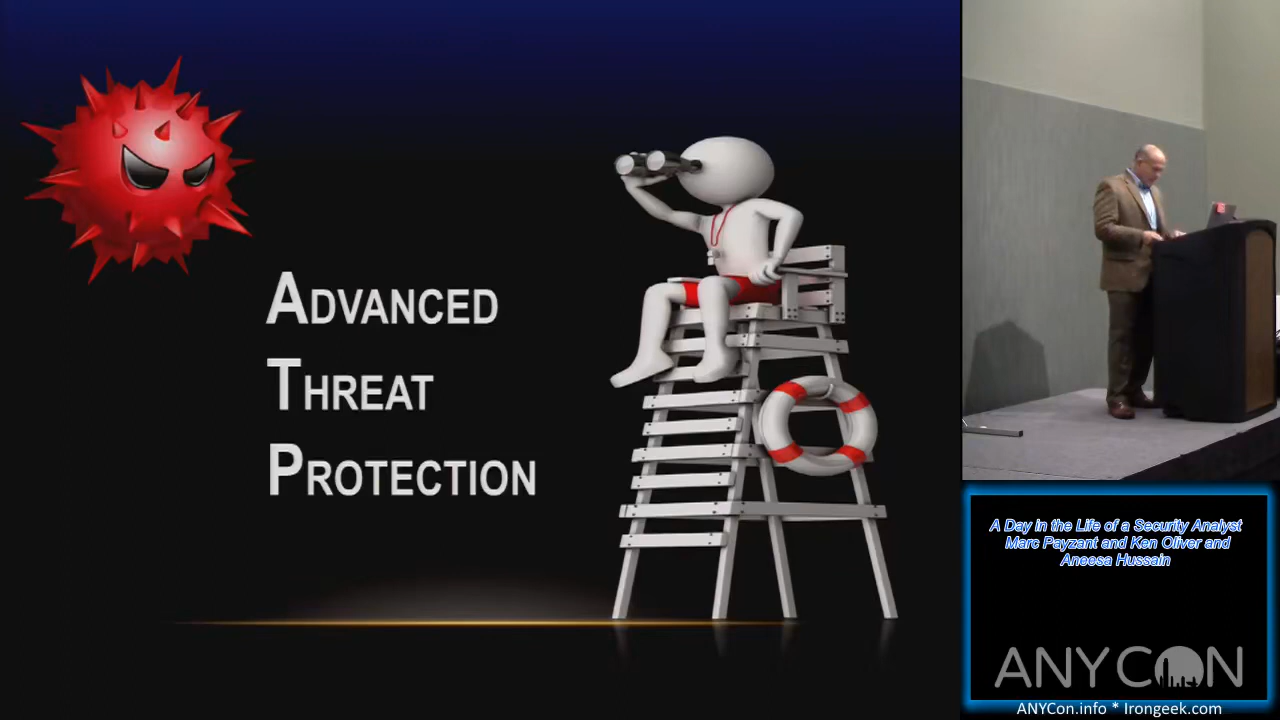 ADVANCED
THREAT
PROTECTION
A Day in the Life of a Security Analyst
Marc Payzant and Ken Oliver and
Aneesa Hussain
ANYCON
ANYCon.info * Irongeek.com